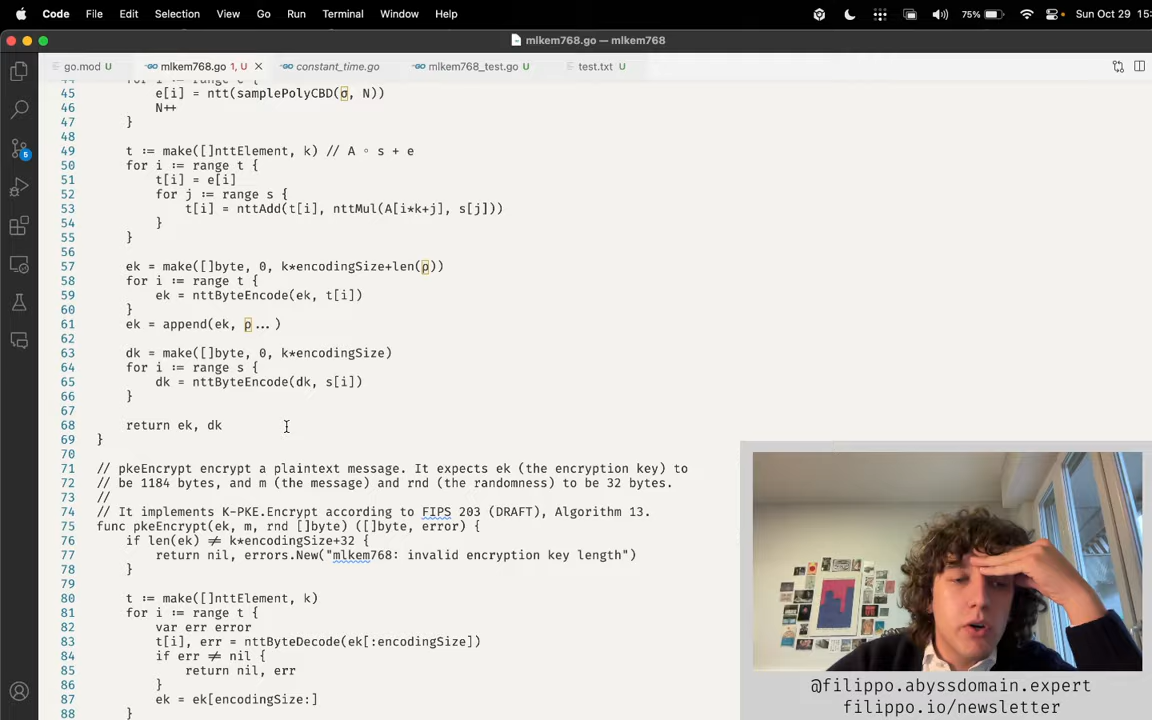 Code File Edit Selection View Go Run Terminal Window Help 75% Sun Oct 29 15:
mlkem768.go — mlkem768
go.mod U mlkem768.go 1, U constant_time.go mlkem768_test.go U test.txt U
44 for i := range e {
45 e[i] = ntt(samplePolyCBD(σ, N))
46 N++
47 }
48
49 t := make([]nttElement, k) // A ∘ s + e
50 for i := range t {
51 t[i] = e[i]
52 for j := range s {
53 t[i] = nttAdd(t[i], nttMul(A[i*k+j], s[j]))
54 }
55 }
56
57 ek = make([]byte, 0, k*encodingSize+len(ρ))
58 for i := range t {
59 ek = nttByteEncode(ek, t[i])
60 }
61 ek = append(ek, ρ...)
62
63 dk = make([]byte, 0, k*encodingSize)
64 for i := range s {
65 dk = nttByteEncode(dk, s[i])
66 }
67
68 return ek, dk
69 }
70
71 // pkeEncrypt encrypt a plaintext message. It expects ek (the encryption key) to
72 // be 1184 bytes, and m (the message) and rnd (the randomness) to be 32 bytes.
73 //
74 // It implements K-PKE.Encrypt according to FIPS 203 (DRAFT), Algorithm 13.
75 func pkeEncrypt(ek, m, rnd []byte) ([]byte, error) {
76 if len(ek) ≠ k*encodingSize+32 {
77 return nil, errors.New("mlkem768: invalid encryption key length")
78 }
79
80 t := make([]nttElement, k)
81 for i := range t {
82 var err error
83 t[i], err = nttByteDecode(ek[:encodingSize])
84 if err ≠ nil {
85 return nil, err
86 }
87 ek = ek[encodingSize:]
88 }
5
@filippo.abyssdomain.expert
filippo.io/newsletter